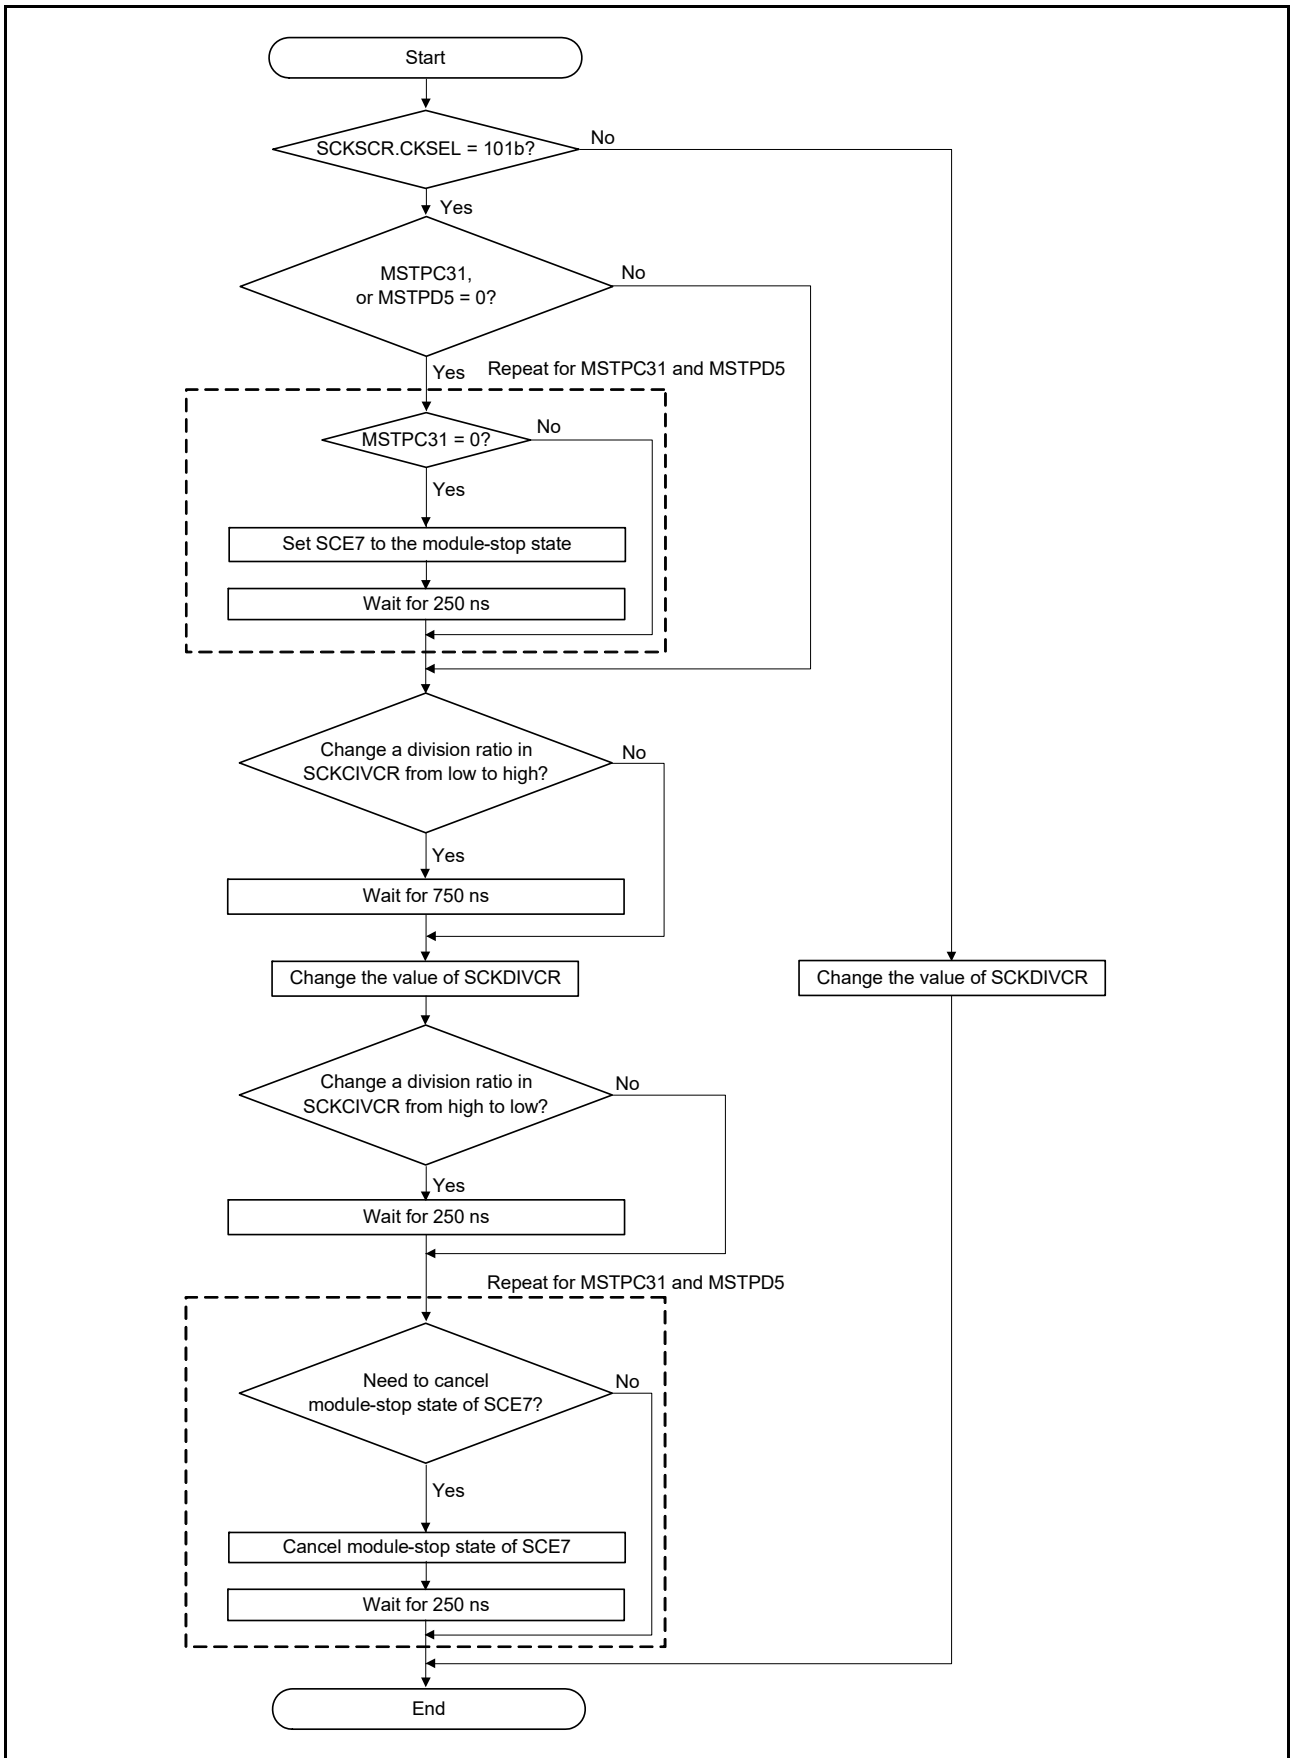 Start
SCKSCR.CKSEL = 101b?
No
Yes
MSTPC31,
or MSTPD5 = 0?
No
Yes
Repeat for MSTPC31 and MSTPD5
MSTPC31 = 0?
No
Yes
Set SCE7 to the module-stop state
Wait for 250 ns
Change a division ratio in
SCKCIVCR from low to high?
No
Yes
Wait for 750 ns
Change the value of SCKDIVCR
Change the value of SCKDIVCR
Change a division ratio in
SCKCIVCR from high to low?
No
Yes
Wait for 250 ns
Repeat for MSTPC31 and MSTPD5
Need to cancel
module-stop state of SCE7?
No
Yes
Cancel module-stop state of SCE7
Wait for 250 ns
End